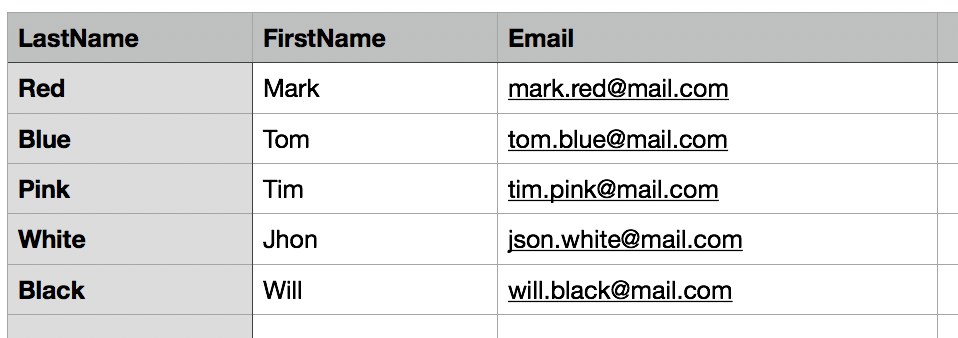 LastName FirstName Email
Red Mark mark.red@mail.com
Blue Tom tom.blue@mail.com
Pink Tim tim.pink@mail.com
White Jhon json.white@mail.com
Black Will will.black@mail.com